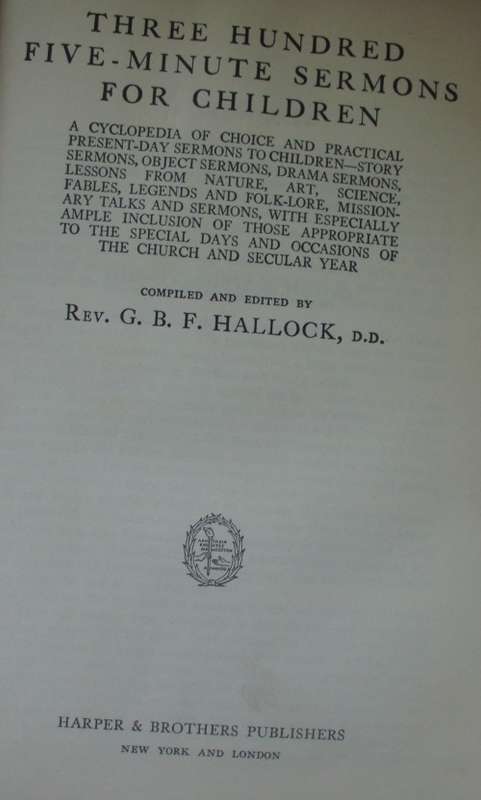 THREE HUNDRED
FIVE-MINUTE SERMONS
FOR CHILDREN
A CYCLOPEDIA OF CHOICE AND PRACTICAL
PRESENT-DAY SERMONS TO CHILDREN—STORY
SERMONS, OBJECT SERMONS, DRAMA SERMONS,
LESSONS FROM NATURE, ART, SCIENCE,
FABLES, LEGENDS AND FOLK-LORE, MISSION-
ARY TALKS AND SERMONS, WITH ESPECIALLY
AMPLE INCLUSION OF THOSE APPROPRIATE
TO THE SPECIAL DAYS AND OCCASIONS OF
THE CHURCH AND SECULAR YEAR
COMPILED AND EDITED BY
REV. G. B. F. HALLOCK, D.D.
HARPER & BROTHERS PUBLISHERS
NEW YORK AND LONDON